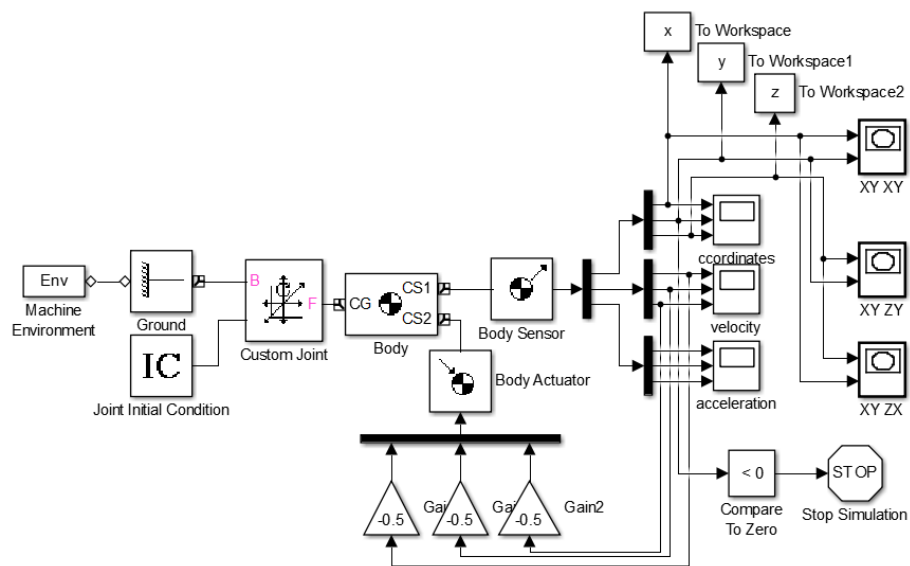 x
To Workspace
y
To Workspace1
z
To Workspace2
XY XY
ccordinates
Env
Machine
Environment
Ground
B
C
F
Custom Joint
CG
CS1
CS2
Body
Body Sensor
velocity
XY ZY
IC
Joint Initial Condition
Body Actuator
acceleration
XY ZX
-0.5
Gai
-0.5
Gai
-0.5
Gain2
< 0
Compare
To Zero
STOP
Stop Simulation